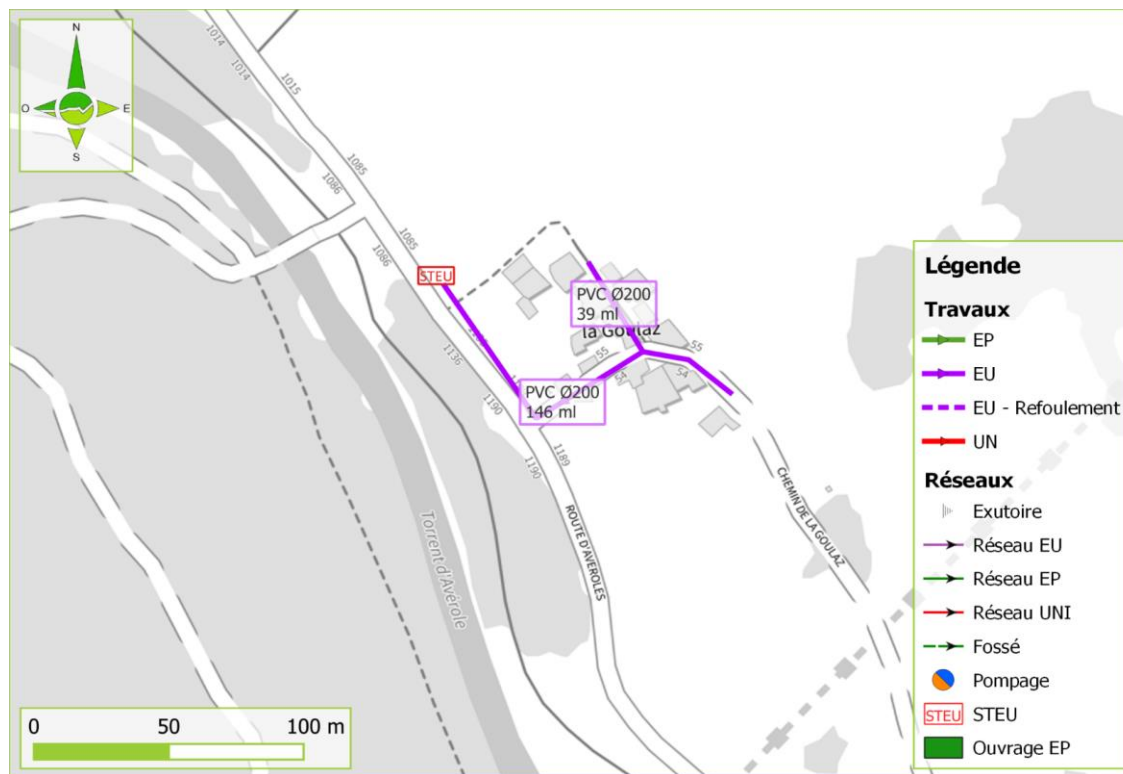 N
O
E
S
1014
1014
1015
1085
1086
1085
1086
STEU
PVC Ø200
39 ml
la Goulaz
55
55
54
1136
PVC Ø200
146 ml
1190
1189
1190
ROUTE D'AVEROLES
CHEMIN DE LA GOULAZ
Torrent d'Avérole
0 50 100 m
Légende
Travaux
EP
EU
EU - Refoulement
UN
Réseaux
Exutoire
Réseau EU
Réseau EP
Réseau UNI
Fossé
Pompage
STEU STEU
Ouvrage EP